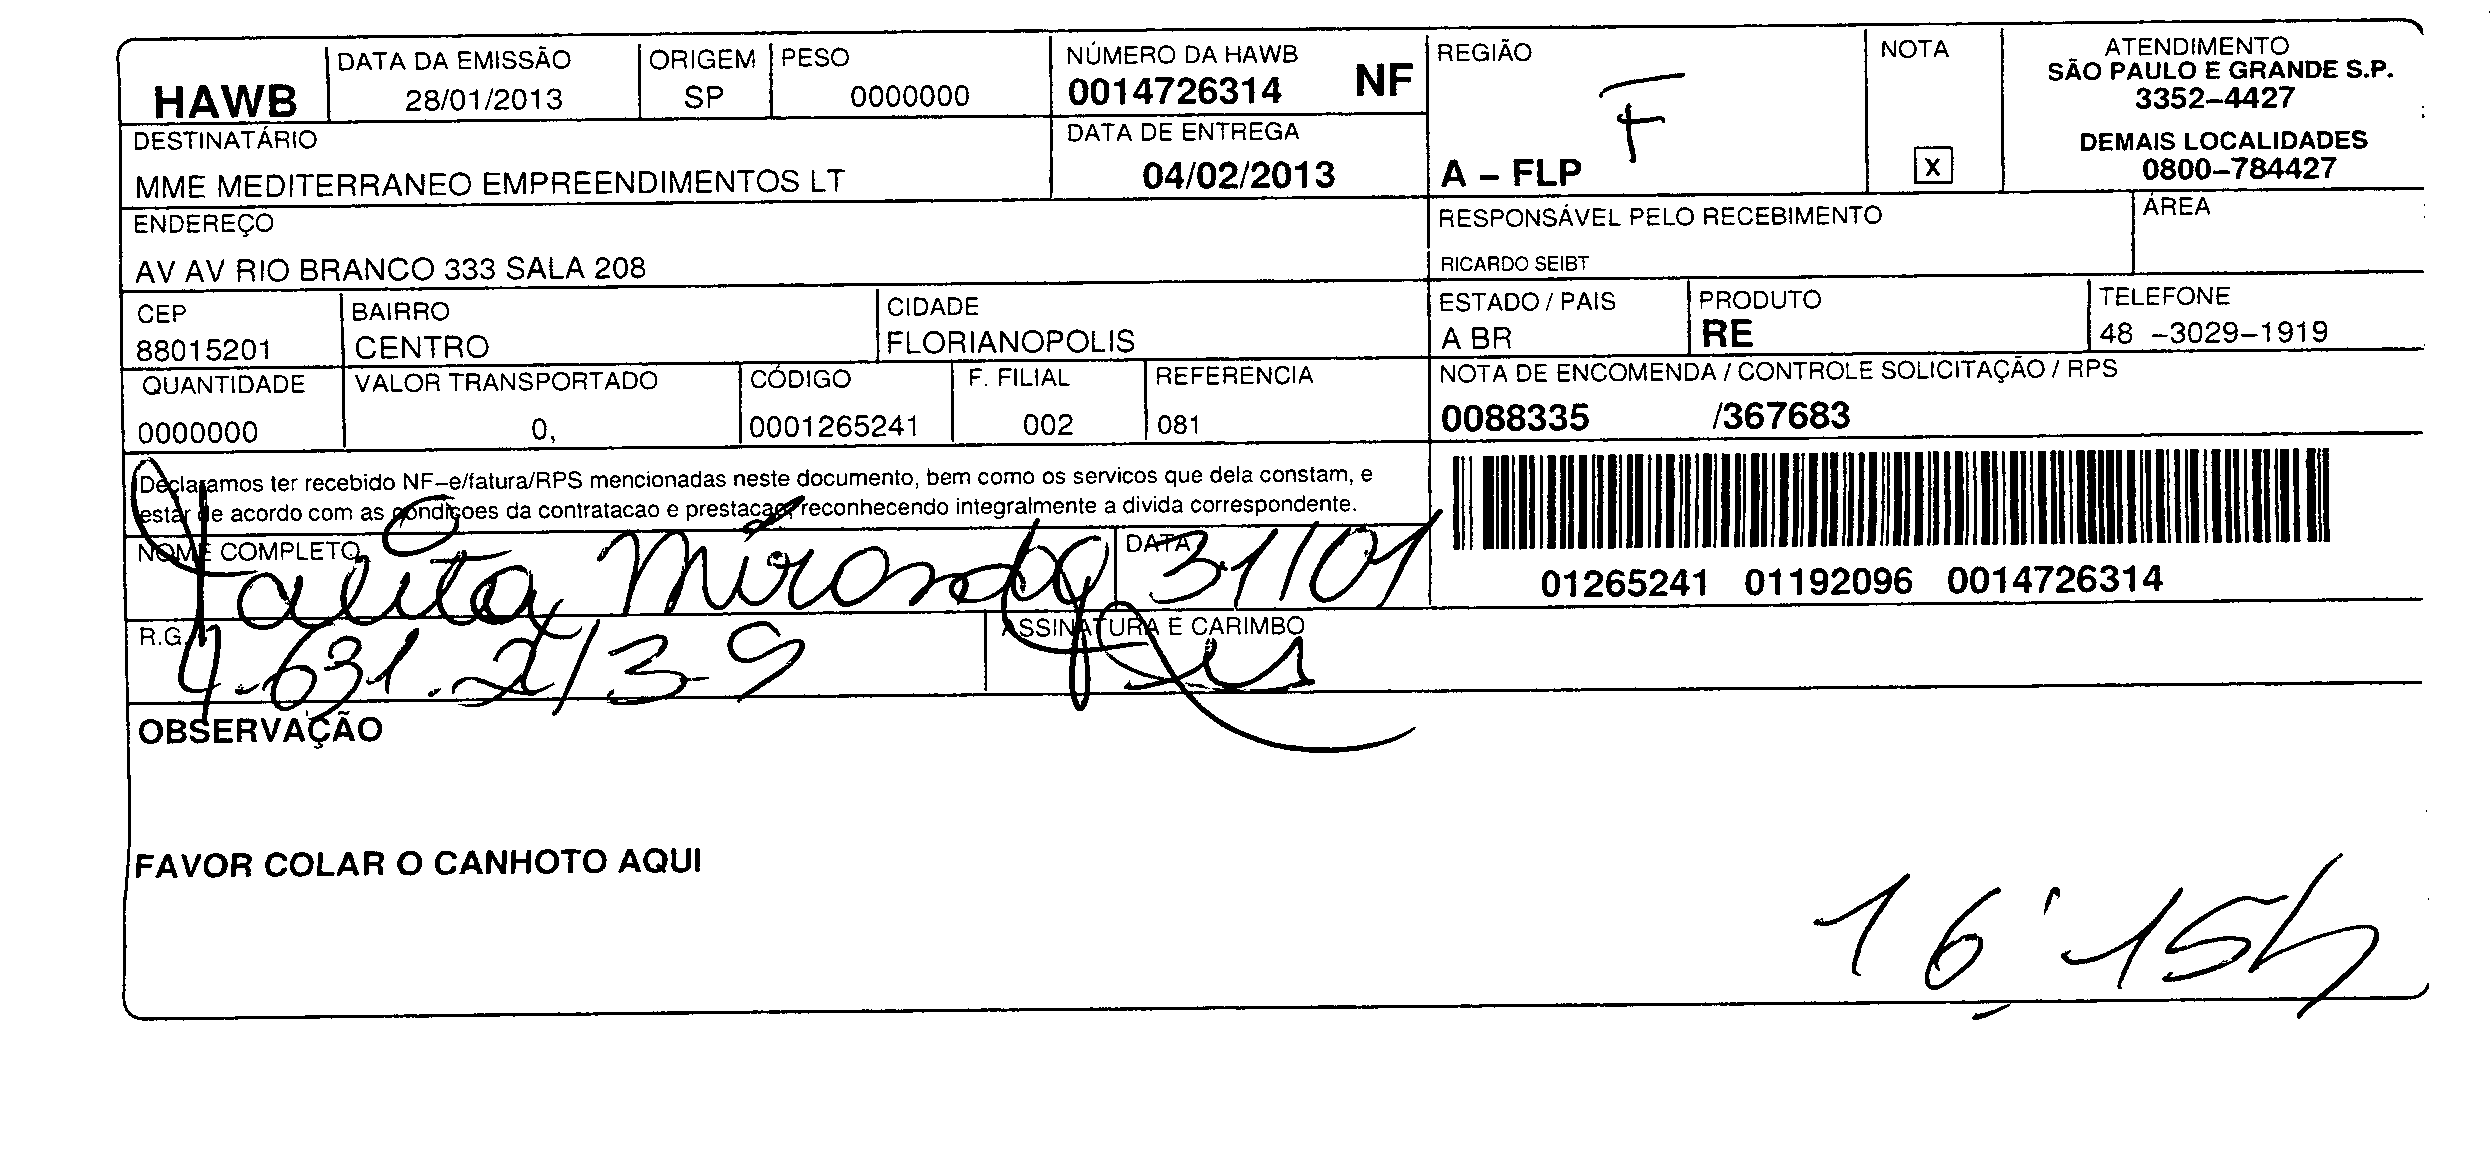 HAWB
DATA DA EMISSÃO
28/01/2013
ORIGEM
SP
PESO
0000000
NÚMERO DA HAWB
0014726314 NF
REGIÃO
F
A – FLP
NOTA
X
ATENDIMENTO
SÃO PAULO E GRANDE S.P.
3352–4427
DEMAIS LOCALIDADES
0800–784427
DESTINATÁRIO
MME MEDITERRANEO EMPREENDIMENTOS LT
DATA DE ENTREGA
04/02/2013
ENDEREÇO
AV AV RIO BRANCO 333 SALA 208
RESPONSÁVEL PELO RECEBIMENTO
RICARDO SEIBT
ÁREA
CEP
88015201
BAIRRO
CENTRO
CIDADE
FLORIANOPOLIS
ESTADO / PAIS
A BR
PRODUTO
RE
TELEFONE
48 –3029–1919
QUANTIDADE
0000000
VALOR TRANSPORTADO
0,
CÓDIGO
0001265241
F. FILIAL
002
REFERENCIA
081
NOTA DE ENCOMENDA / CONTROLE SOLICITAÇÃO / RPS
0088335 /367683
Declaramos ter recebido NF–e/fatura/RPS mencionadas neste documento, bem como os servicos que dela constam, e
estar de acordo com as condiçoes da contratacao e prestacao, reconhecendo integralmente a divida correspondente.
NOME COMPLETO
Talita Miranda
DATA
31/01
01265241 01192096 0014726314
R.G.
4.631.213-9
ASSINATURA E CARIMBO
OBSERVAÇÃO
FAVOR COLAR O CANHOTO AQUI
16:15h